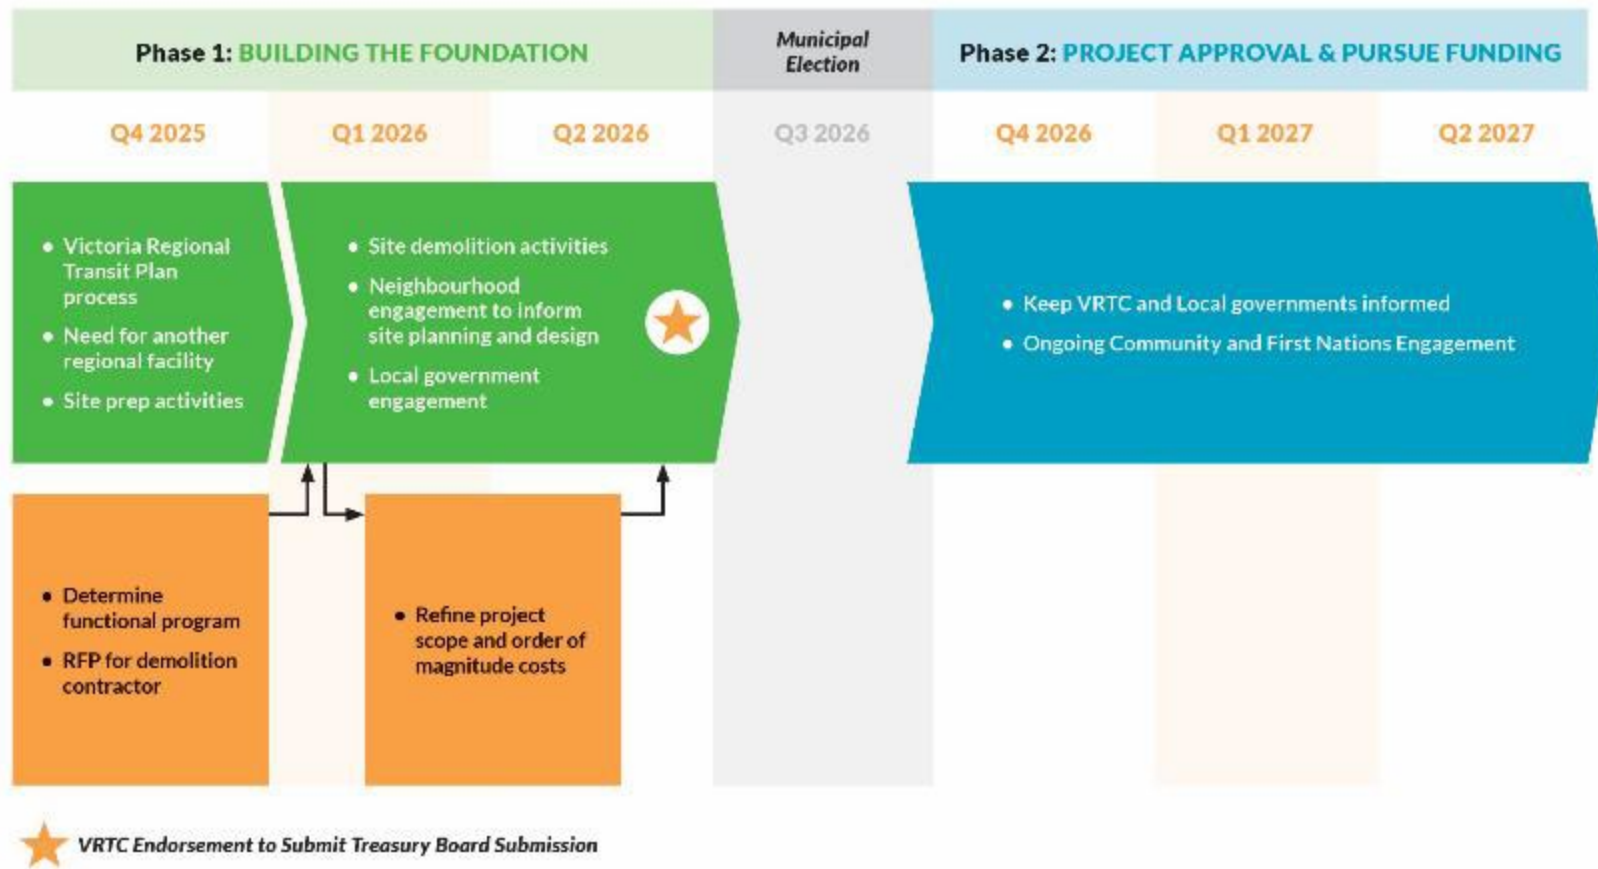 Phase 1: BUILDING THE FOUNDATION
Municipal
Election
Phase 2: PROJECT APPROVAL & PURSUE FUNDING
Q4 2025
Q1 2026
Q2 2026
Q3 2026
Q4 2026
Q1 2027
Q2 2027
• Victoria Regional
Transit Plan
process
• Need for another
regional facility
• Site prep activities
• Site demolition activities
• Neighbourhood
engagement to inform
site planning and design
• Local government
engagement
• Keep VRTC and Local governments informed
• Ongoing Community and First Nations Engagement
• Determine
functional program
• RFP for demolition
contractor
• Refine project
scope and order of
magnitude costs
VRTC Endorsement to Submit Treasury Board Submission